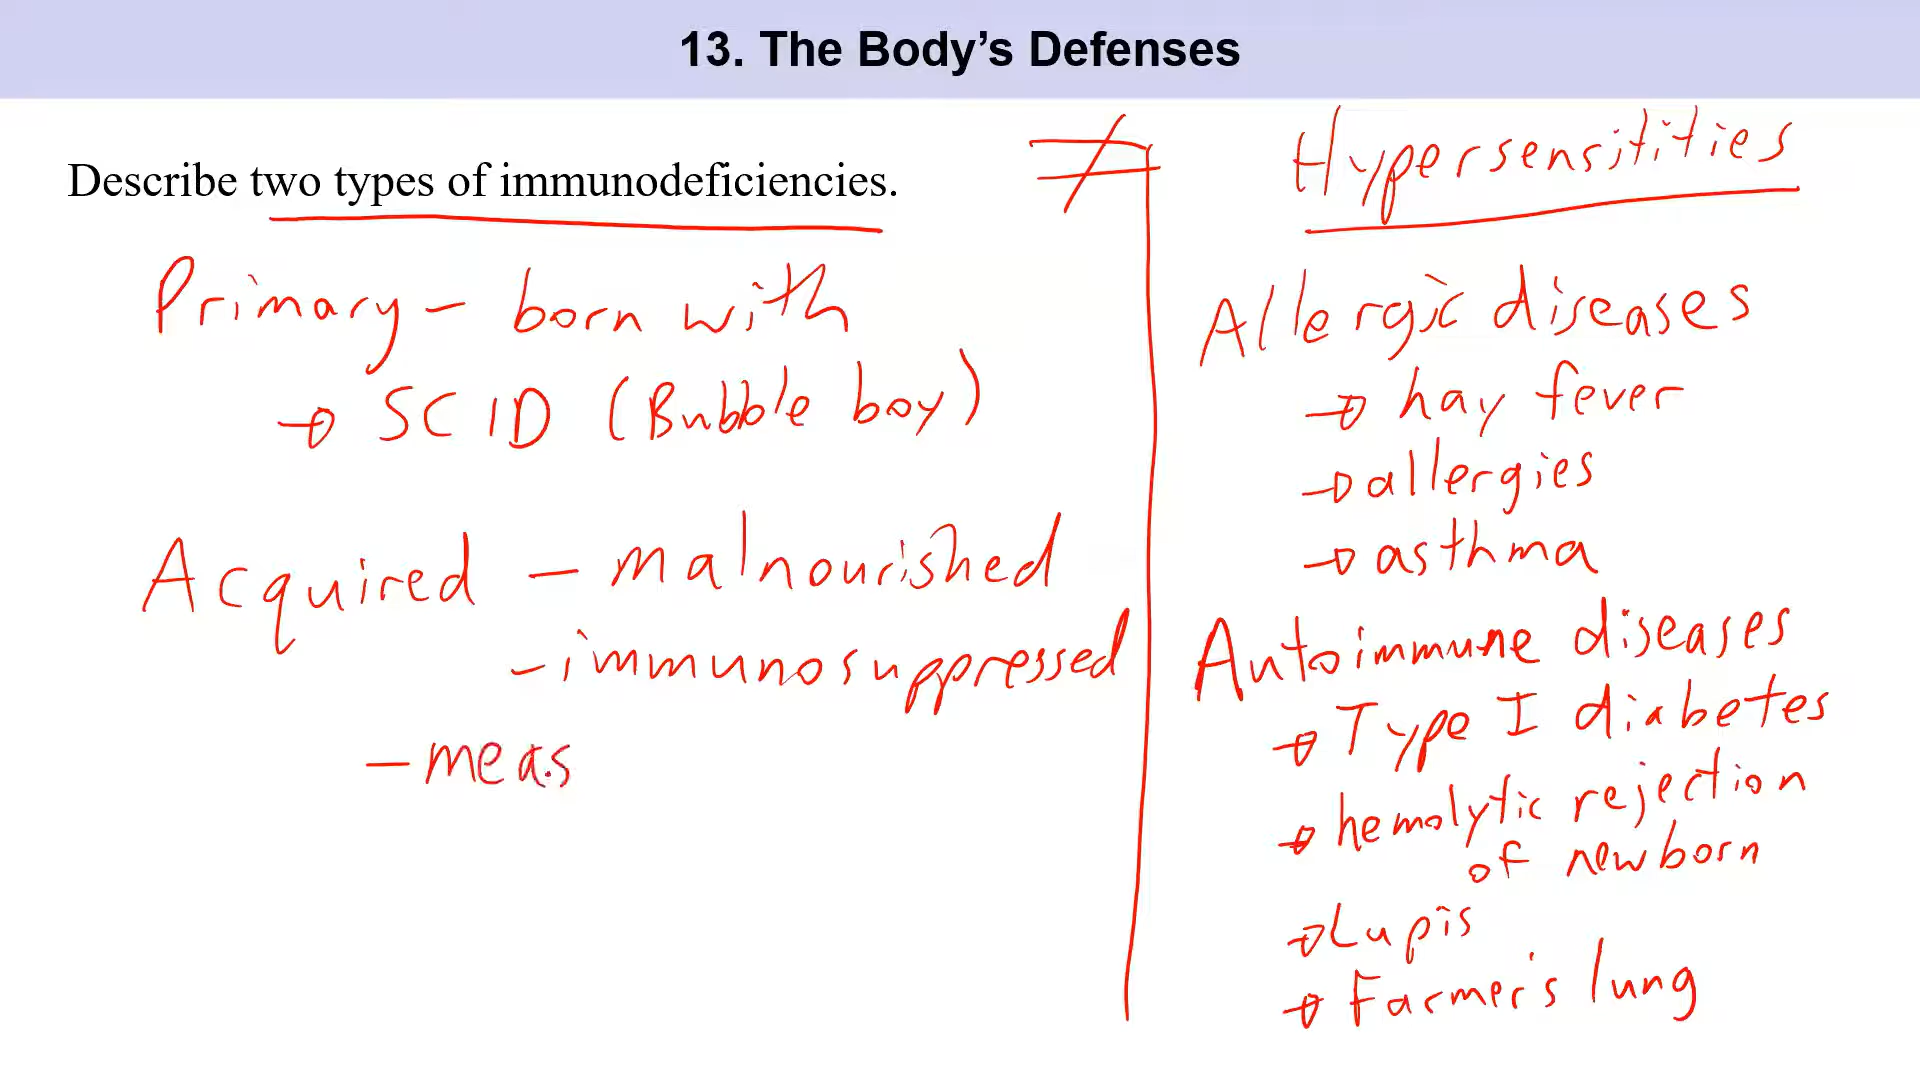 13. The Body's Defenses
Describe two types of immunodeficiencies.
Primary - born with
→ SCID (Bubble boy)
Acquired - malnourished
- immunosuppressed
- meas
≠
Hypersensitities
Allergic diseases
→ hay fever
→ allergies
→ asthma
Autoimmune diseases
→ Type I diabetes
→ hemolytic rejection
of newborn
→ Lupis
→ Farmer's lung